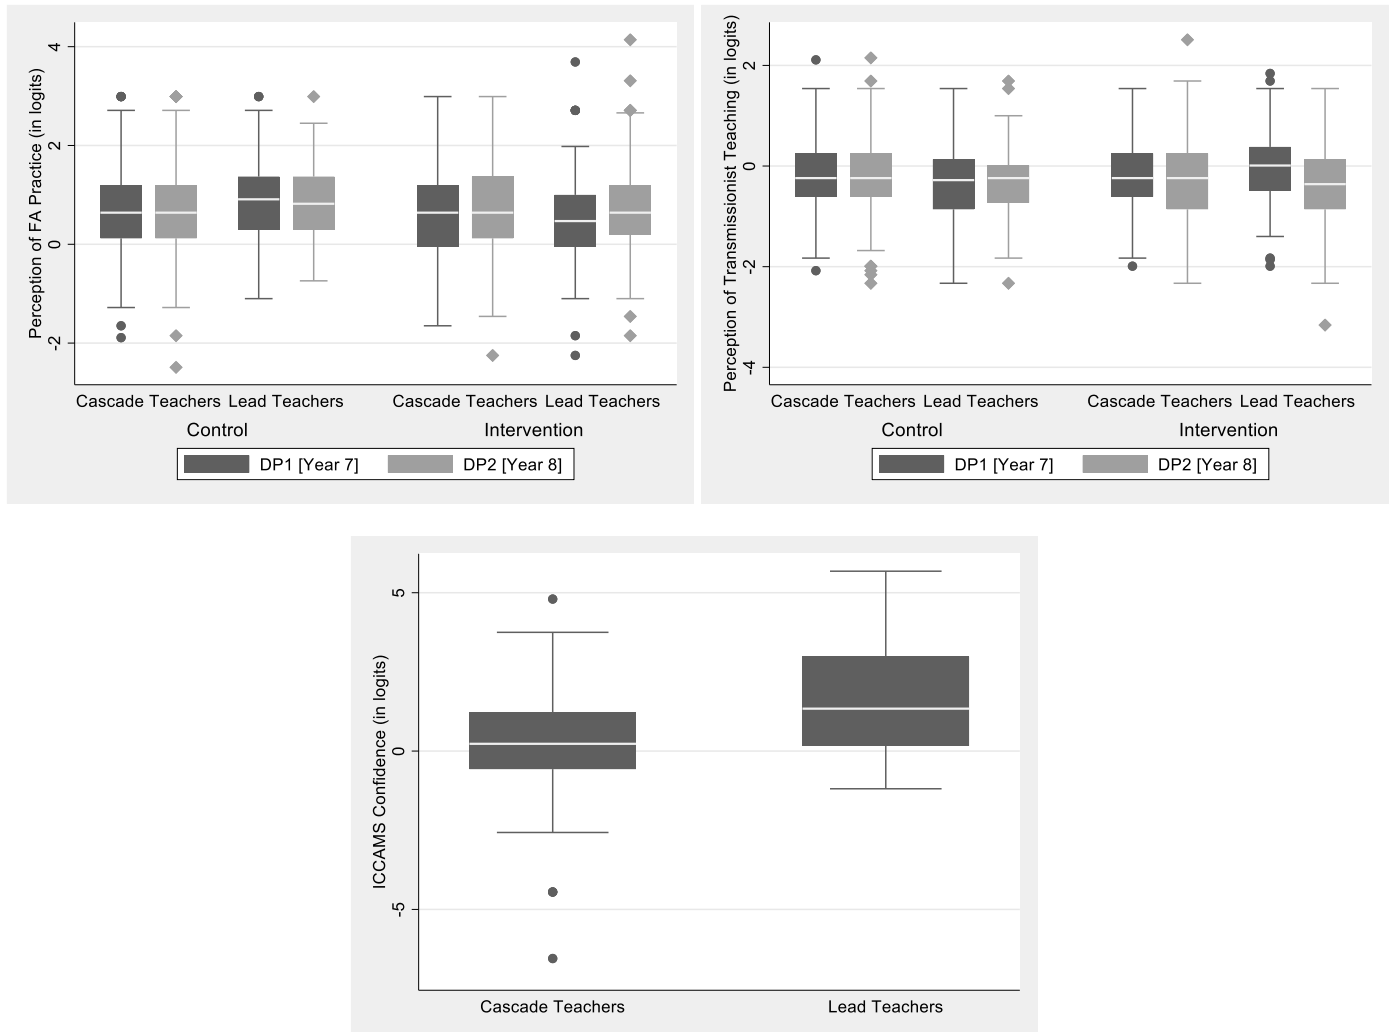 Perception of FA Practice (in logits)
4
2
0
-2
Cascade Teachers Lead Teachers Cascade Teachers Lead Teachers
Control Intervention
DP1 [Year 7] DP2 [Year 8]
Perception of Transmissionist Teaching (in logits)
2
0
-2
-4
Cascade Teachers Lead Teachers Cascade Teachers Lead Teachers
Control Intervention
DP1 [Year 7] DP2 [Year 8]
ICCAMS Confidence (in logits)
5
0
-5
Cascade Teachers Lead Teachers